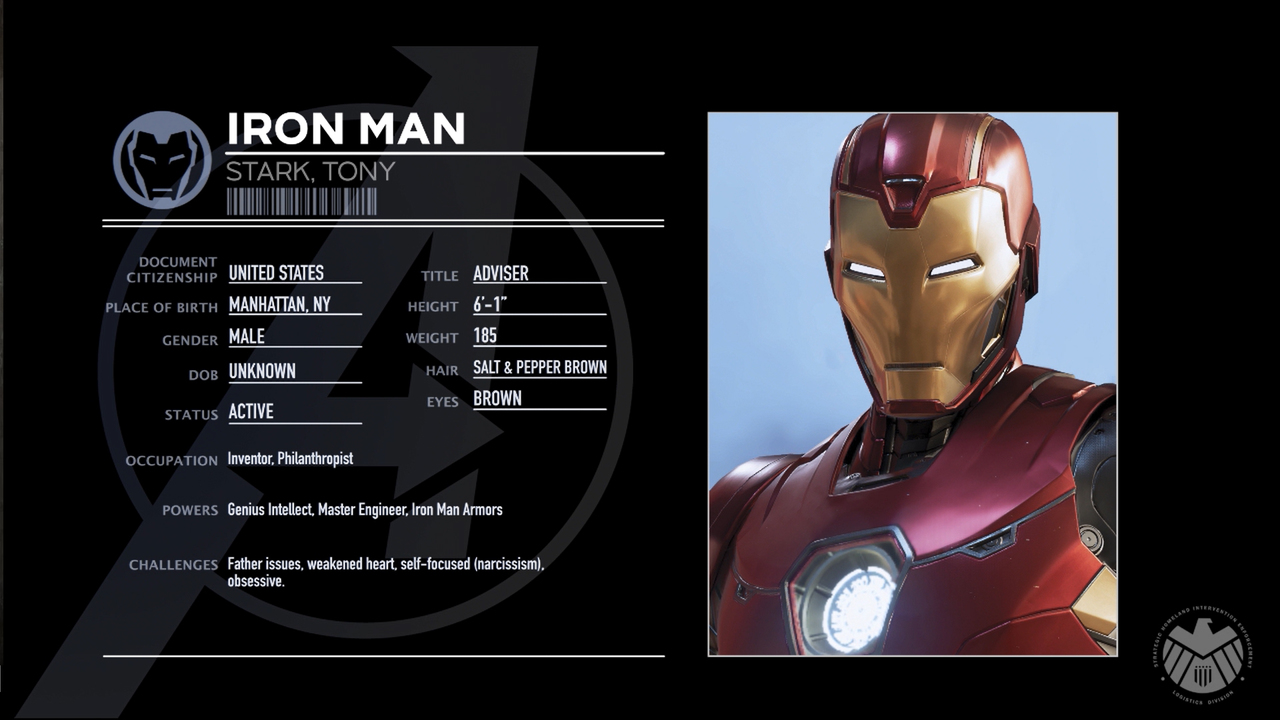 IRON MAN
STARK, TONY
DOCUMENT
CITIZENSHIP UNITED STATES
PLACE OF BIRTH MANHATTAN, NY
GENDER MALE
DOB UNKNOWN
STATUS ACTIVE
TITLE ADVISER
HEIGHT 6'-1"
WEIGHT 185
HAIR SALT & PEPPER BROWN
EYES BROWN
OCCUPATION Inventor, Philanthropist
POWERS Genius Intellect, Master Engineer, Iron Man Armors
CHALLENGES Father issues, weakened heart, self-focused (narcissism),
obsessive.
STRATEGIC HOMELAND INTERVENTION ENFORCEMENT
LOGISTICS DIVISION